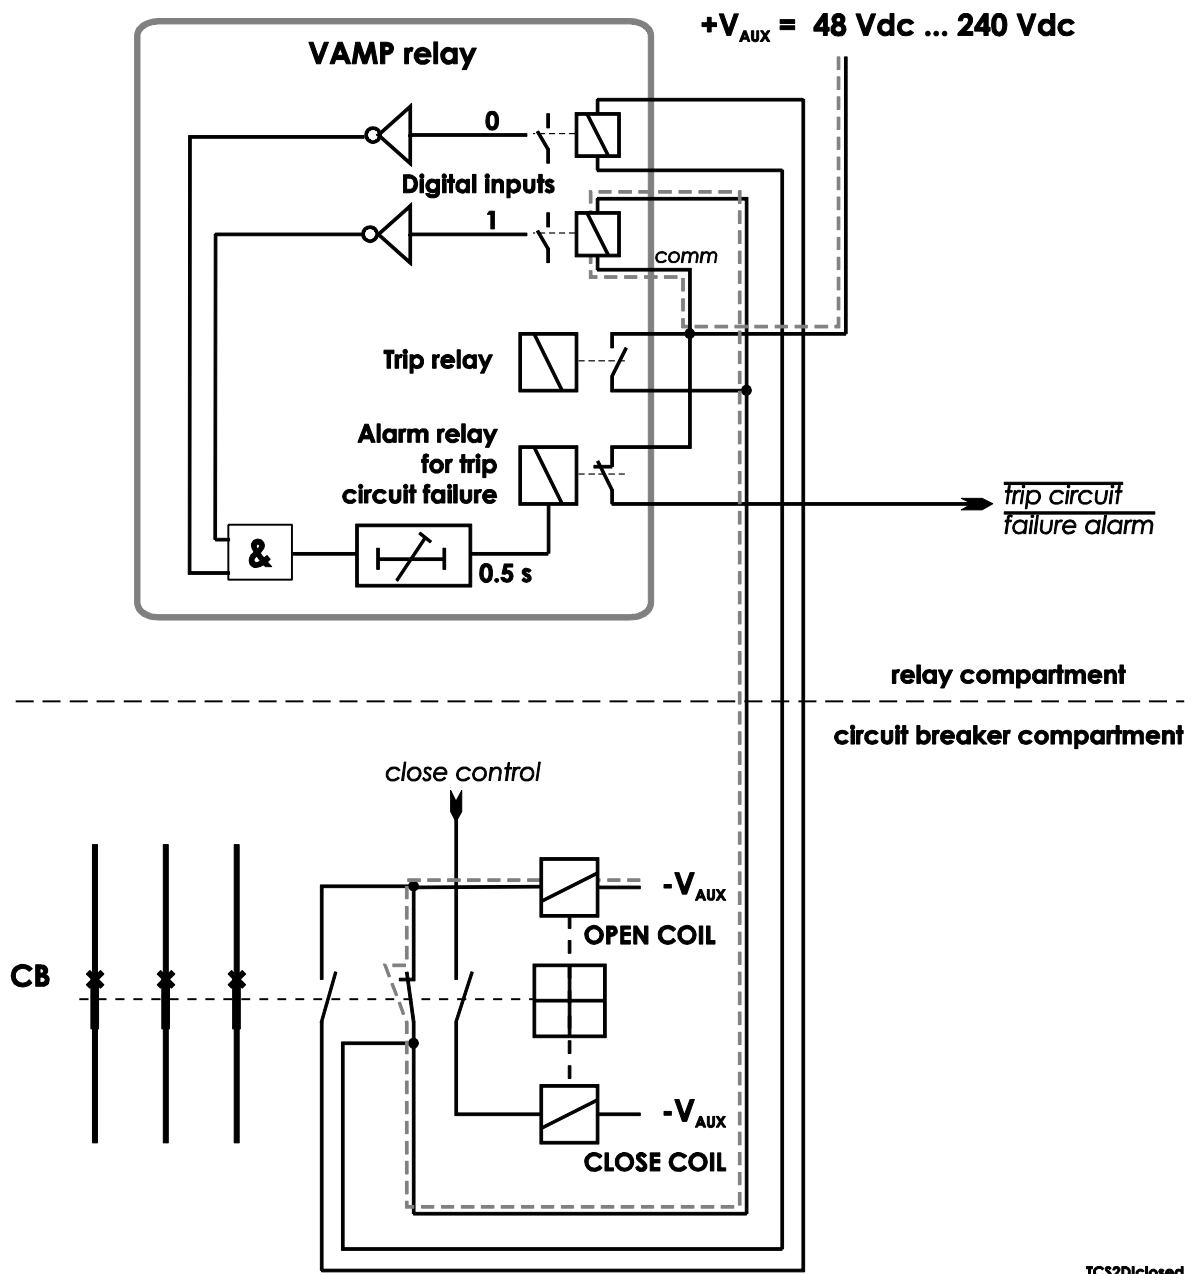 +VAUX = 48 Vdc ... 240 Vdc
VAMP relay
0
Digital inputs
1
comm
Trip relay
Alarm relay
for trip
circuit failure
trip circuit
failure alarm
&
0.5 s
relay compartment
circuit breaker compartment
close control
-VAUX
OPEN COIL
CB
-VAUX
CLOSE COIL
TCS2DIclosed